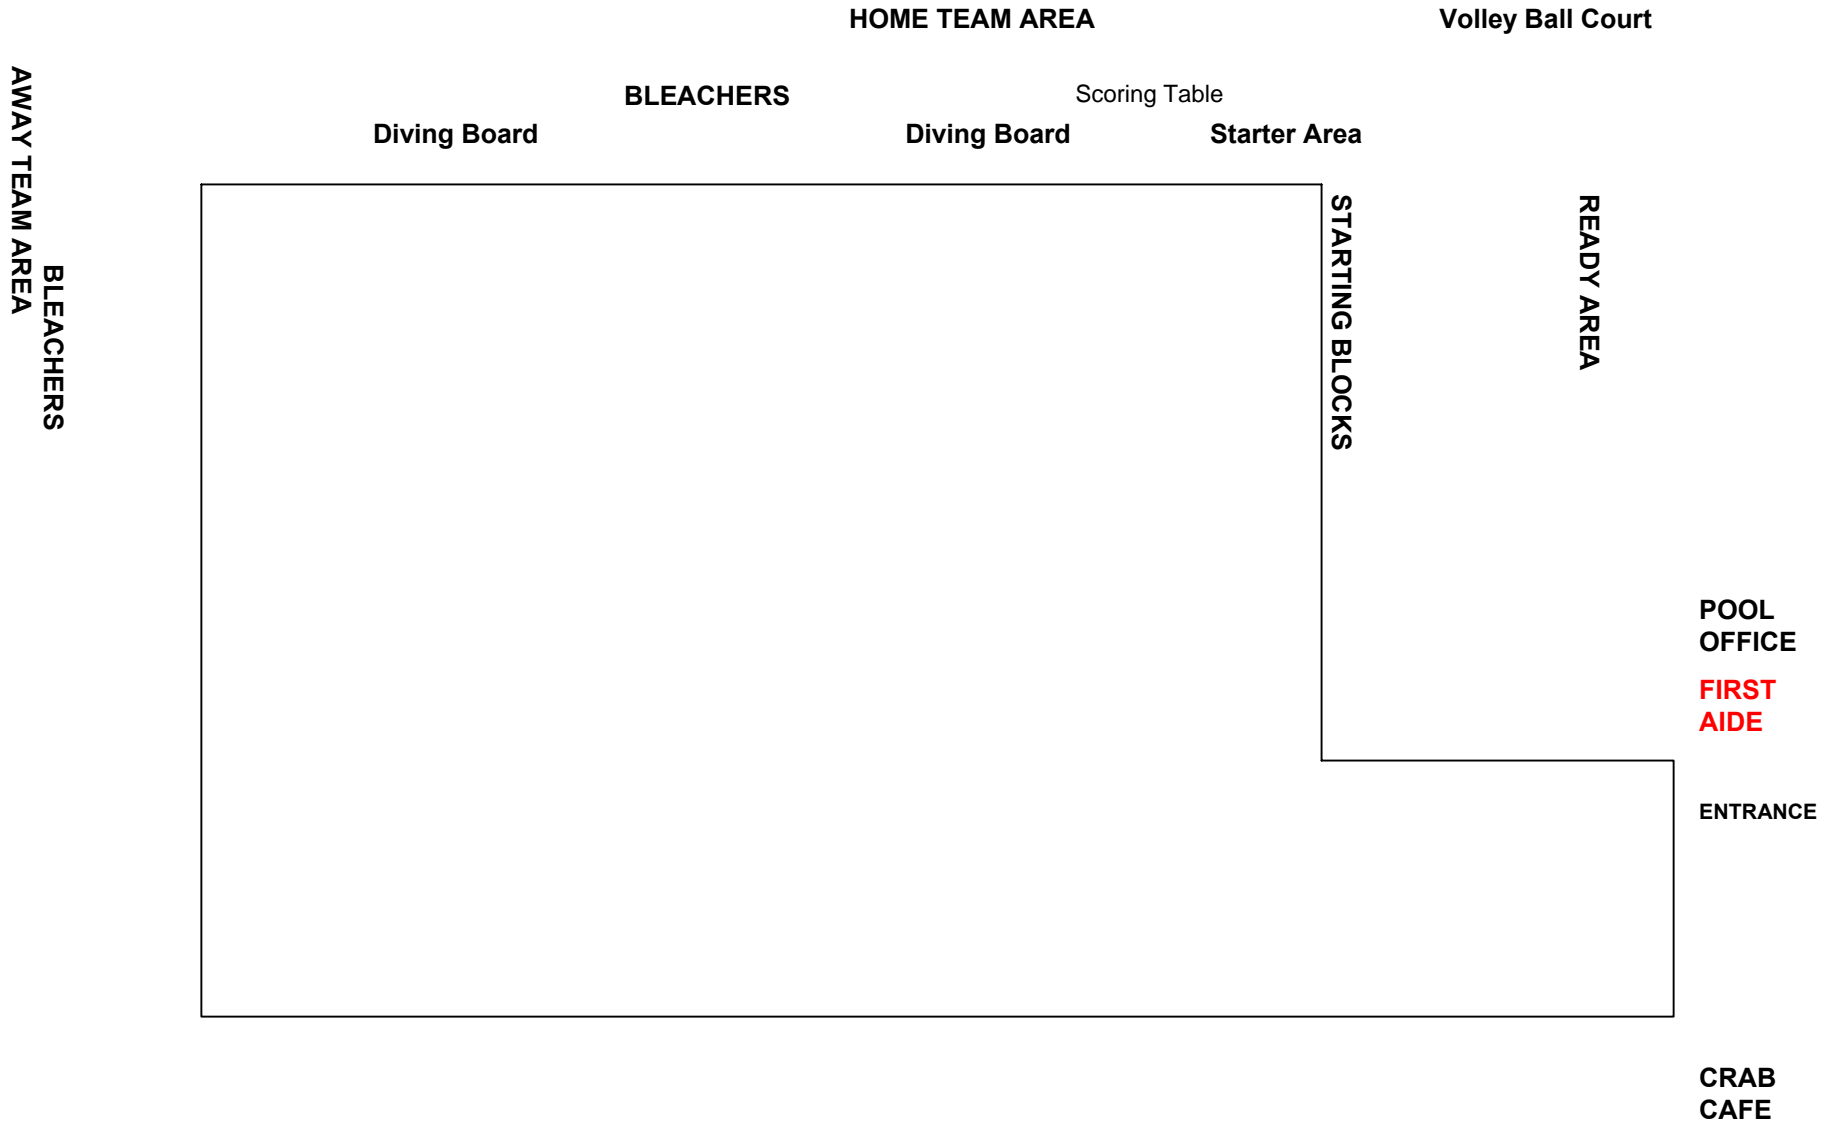 HOME TEAM AREA
Volley Ball Court
AWAY TEAM AREA
BLEACHERS
BLEACHERS
Scoring Table
Diving Board
Diving Board
Starter Area
STARTING BLOCKS
READY AREA
POOL
OFFICE
FIRST
AIDE
ENTRANCE
CRAB
CAFE